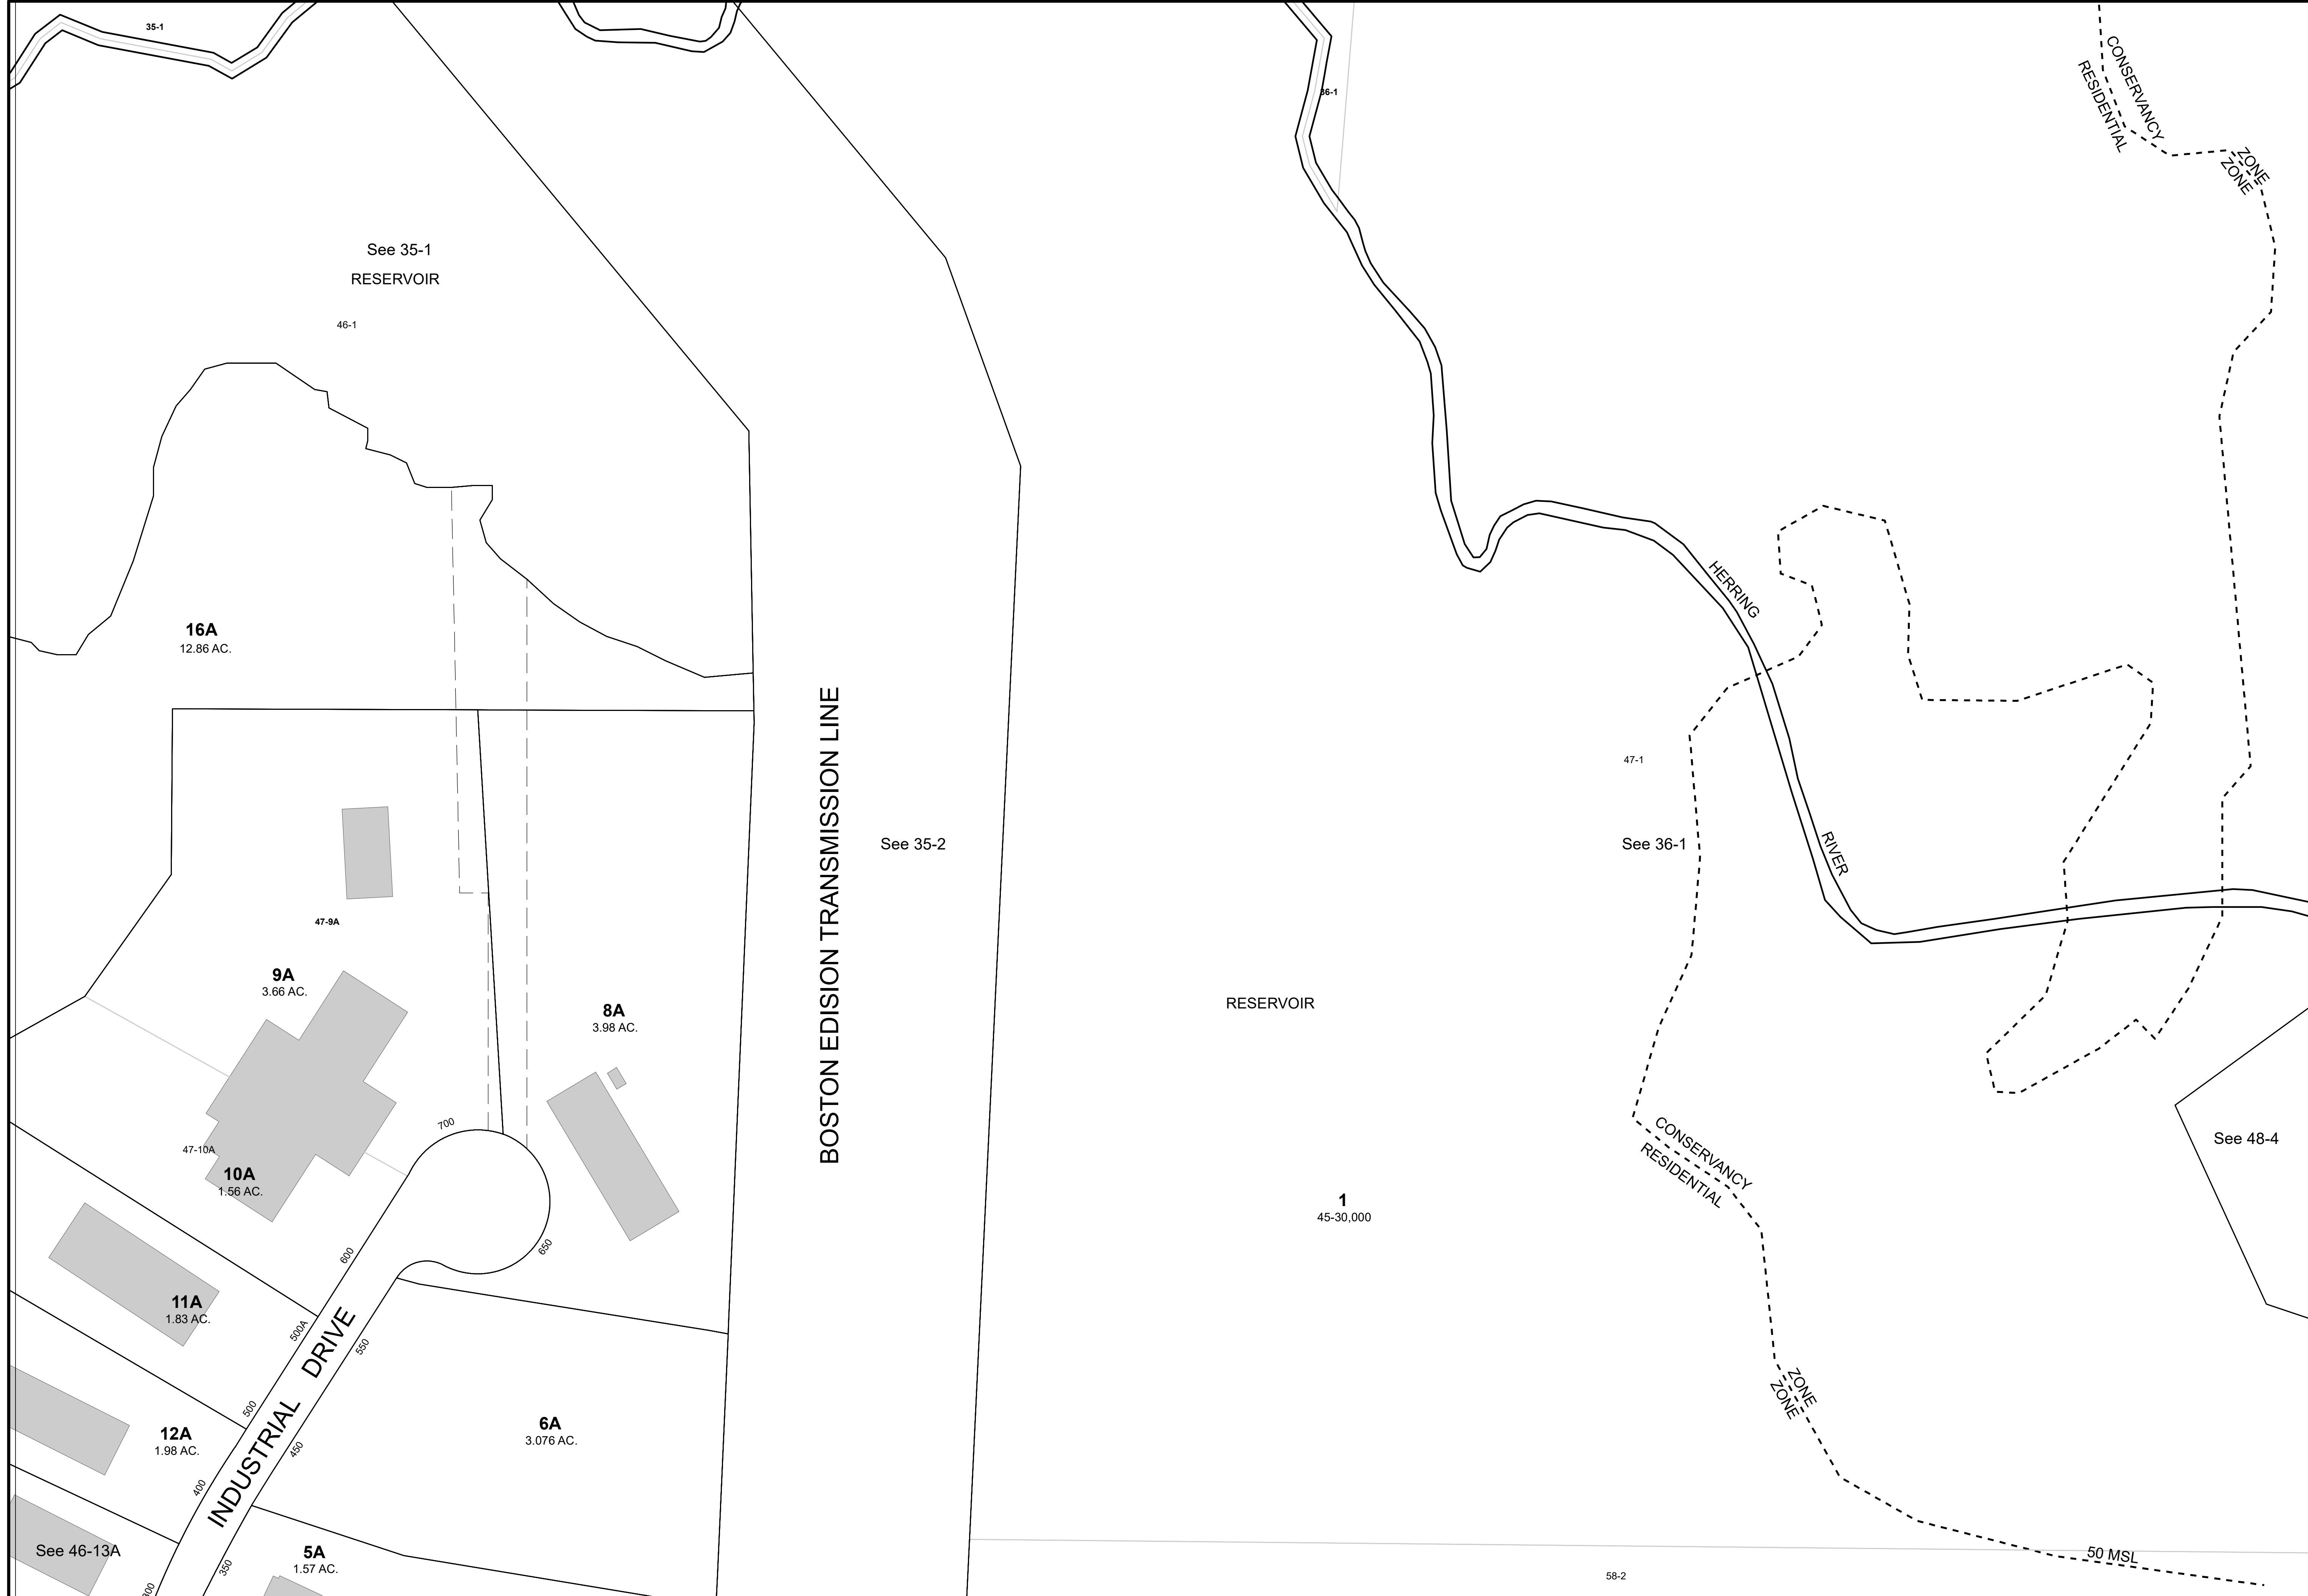 35-1
36-1
CONSERVANCY
RESIDENTIAL
ZONE
ZONE
See 35-1
RESERVOIR
46-1
HERRING
16A
12.86 AC.
BOSTON EDISION TRANSMISSION LINE
47-1
See 35-2
See 36-1
RIVER
47-9A
9A
3.66 AC.
8A
3.98 AC.
RESERVOIR
700
47-10A
10A
1.56 AC.
CONSERVANCY
RESIDENTIAL
See 48-4
1
45-30,000
600
650
11A
1.83 AC.
500A
550
INDUSTRIAL DRIVE
ZONE
ZONE
500
12A
1.98 AC.
450
6A
3.076 AC.
400
See 46-13A
5A
1.57 AC.
350
50 MSL
58-2